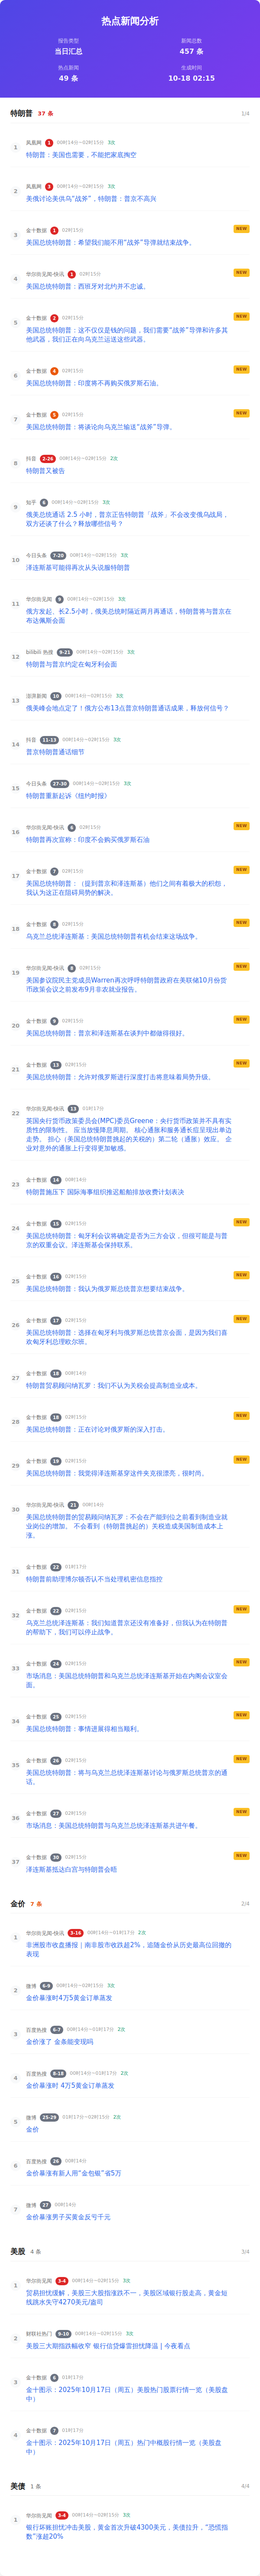 热点新闻分析
报告类型
当日汇总
新闻总数
457 条
热点新闻
49 条
生成时间
10-18 02:15
特朗普 37 条 1/4
1 凤凰网 1 00时14分~02时15分 3次
特朗普：美国也需要，不能把家底掏空
2 凤凰网 3 00时14分~02时15分 3次
美俄讨论美供乌“战斧”，特朗普：普京不高兴
3 金十数据 1 02时15分 NEW
美国总统特朗普：希望我们能不用“战斧”导弹就结束战争。
4 华尔街见闻-快讯 1 02时15分 NEW
美国总统特朗普：西班牙对北约并不忠诚。
5 金十数据 2 02时15分 NEW
美国总统特朗普：这不仅仅是钱的问题，我们需要“战斧”导弹和许多其
他武器，我们正在向乌克兰运送这些武器。
6 金十数据 4 02时15分 NEW
美国总统特朗普：印度将不再购买俄罗斯石油。
7 金十数据 5 02时15分 NEW
美国总统特朗普：将谈论向乌克兰输送“战斧”导弹。
8 抖音 2-26 00时14分~02时15分 2次
特朗普又被告
9 知乎 6 00时14分~02时15分 3次
俄美总统通话 2.5 小时，普京正告特朗普「战斧」不会改变俄乌战局，
双方还谈了什么？释放哪些信号？
10 今日头条 7-20 00时14分~02时15分 3次
泽连斯基可能得再次从头说服特朗普
11 华尔街见闻 9 00时14分~02时15分 3次
俄方发起、长2.5小时，俄美总统时隔近两月再通话，特朗普将与普京在
布达佩斯会面
12 bilibili 热搜 9-21 00时14分~02时15分 3次
特朗普与普京约定在匈牙利会面
13 澎湃新闻 10 00时14分~02时15分 3次
俄美峰会地点定了！俄方公布13点普京特朗普通话成果，释放何信号？
14 抖音 11-13 00时14分~02时15分 3次
普京特朗普通话细节
15 今日头条 27-30 00时14分~02时15分 3次
特朗普重新起诉《纽约时报》
16 华尔街见闻-快讯 6 02时15分 NEW
特朗普再次宣称：印度不会购买俄罗斯石油
17 金十数据 7 02时15分 NEW
美国总统特朗普：（提到普京和泽连斯基）他们之间有着极大的积怨，
我认为这正在阻碍局势的解决。
18 金十数据 8 02时15分 NEW
乌克兰总统泽连斯基：美国总统特朗普有机会结束这场战争。
19 华尔街见闻-快讯 8 02时15分 NEW
美国参议院民主党成员Warren再次呼呼特朗普政府在美联储10月份货
币政策会议之前发布9月非农就业报告。
20 金十数据 9 02时15分 NEW
美国总统特朗普：普京和泽连斯基在谈判中都做得很好。
21 金十数据 13 02时15分 NEW
美国总统特朗普：允许对俄罗斯进行深度打击将意味着局势升级。
22 华尔街见闻-快讯 13 01时17分
英国央行货币政策委员会(MPC)委员Greene：央行货币政策并不具有实
质性的限制性。 应当放慢降息周期。 核心通胀和服务通长症呈现出单边
走势。 担心（美国总统特朗普挑起的关税的）第二轮（通胀）效应。 企
业对意外的通胀上行变得更加敏感。
23 金十数据 14 00时14分
特朗普施压下 国际海事组织推迟船舶排放收费计划表决
24 金十数据 15 02时15分 NEW
美国总统特朗普：匈牙利会议将确定是否为三方会议，但很可能是与普
京的双重会议。泽连斯基会保持联系。
25 金十数据 16 02时15分 NEW
美国总统特朗普：我认为俄罗斯总统普京想要结束战争。
26 金十数据 17 02时15分 NEW
美国总统特朗普：选择在匈牙利与俄罗斯总统普京会面，是因为我们喜
欢匈牙利总理欧尔班。
27 金十数据 18 00时14分
特朗普贸易顾问纳瓦罗：我们不认为关税会提高制造业成本。
28 金十数据 18 02时15分 NEW
美国总统特朗普：正在讨论对俄罗斯的深入打击。
29 金十数据 19 02时15分 NEW
美国总统特朗普：我觉得泽连斯基穿这件夹克很漂亮，很时尚。
30 华尔街见闻-快讯 21 00时14分
美国总统特朗普的贸易顾问纳瓦罗：不会在产能到位之前看到制造业就
业岗位的增加。 不会看到（特朗普挑起的）关税造成美国制造成本上
涨。
31 金十数据 22 01时17分
特朗普前助理博尔顿否认不当处理机密信息指控
32 金十数据 22 02时15分 NEW
乌克兰总统泽连斯基：我们知道普京还没有准备好，但我认为在特朗普
的帮助下，我们可以停止战争。
33 金十数据 24 02时15分 NEW
市场消息：美国总统特朗普和乌克兰总统泽连斯基开始在内阁会议室会
面。
34 金十数据 25 02时15分 NEW
美国总统特朗普：事情进展得相当顺利。
35 金十数据 26 02时15分 NEW
美国总统特朗普：将与乌克兰总统泽连斯基讨论与俄罗斯总统普京的通
话。
36 金十数据 27 02时15分 NEW
市场消息：美国总统特朗普与乌克兰总统泽连斯基共进午餐。
37 金十数据 30 02时15分 NEW
泽连斯基抵达白宫与特朗普会晤
金价 7 条 2/4
1 华尔街见闻-快讯 3-16 00时14分~01时17分 2次
非洲股市收盘播报｜南非股市收跌超2%，追随金价从历史最高位回撤的
表现
2 微博 6-9 00时14分~02时15分 3次
金价暴涨时4万5黄金订单蒸发
3 百度热搜 6-7 00时14分~01时17分 2次
金价涨了 金条能变现吗
4 百度热搜 8-18 00时14分~01时17分 2次
金价暴涨时 4万5黄金订单蒸发
5 微博 25-29 01时17分~02时15分 2次
金价
6 百度热搜 26 00时14分
金价暴涨有新人用“金包银”省5万
7 微博 27 00时14分
金价暴涨男子买黄金反亏千元
美股 4 条 3/4
1 华尔街见闻 3-4 00时14分~02时15分 3次
贸易担忧缓解，美股三大股指涨跌不一，美股区域银行股走高，黄金短
线跳水失守4270美元/盎司
2 财联社热门 9-10 00时14分~02时15分 3次
美股三大期指跌幅收窄 银行信贷爆雷担忧降温 | 今夜看点
3 金十数据 6 01时17分
金十图示：2025年10月17日（周五）美股热门股票行情一览（美股盘
中）
4 金十数据 7 01时17分
金十图示：2025年10月17日（周五）热门中概股行情一览（美股盘
中）
美债 1 条 4/4
1 华尔街见闻 3-4 00时14分~02时15分 3次
银行坏账担忧冲击美股，黄金首次升破4300美元，美债拉升，“恐慌指
数”涨超20%